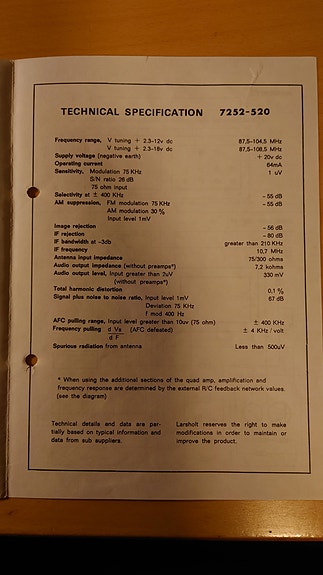 TECHNICAL SPECIFICATION 7252-520
Frequency range, V tuning + 2.3-12v dc 87,5-104,5 MHz
V tuning + 2.3-18v dc 87,5-108,5 MHz
Supply voltage (negative earth) + 20v dc
Operating current 64mA
Sensitivity, Modulation 75 KHz 1 uV
S/N ratio 28 dB
75 ohm input
Selectivity at ± 400 KHz – 55 dB
AM suppression, FM modulation 75 KHz – 55 dB
AM modulation 30 %
Input level 1mV
Image rejection – 56 dB
IF rejection – 80 dB
IF bandwidth at -3db greater than 210 KHz
IF frequency 10,7 MHz
Antenna input impedance 75/300 ohms
Audio output impedance (without preamps*) 7,2 kohms
Audio output level, Input greater than 2uV 330 mV
(without preamps*)
Total harmonic distortion 0,1 %
Signal plus noise to noise ratio, Input level 1mV 67 dB
Deviation 75 KHz
f mod 400 Hz
AFC pulling range, Input level greater than 10uv (75 ohm) ± 400 KHz
Frequency pulling d Vs (AFC defeated) ± 4 KHz / volt
d F
Spurious radiation from antenna Less than 500uV
* When using the additional sections of the quad amp, amplification and
frequency response are determined by the external R/C feedback network values.
(see the diagram)
Technical details and data are par-
tially based on typical information and
data from sub suppliers.
Larsholt reserves the right to make
modifications in order to maintain or
improve the product.